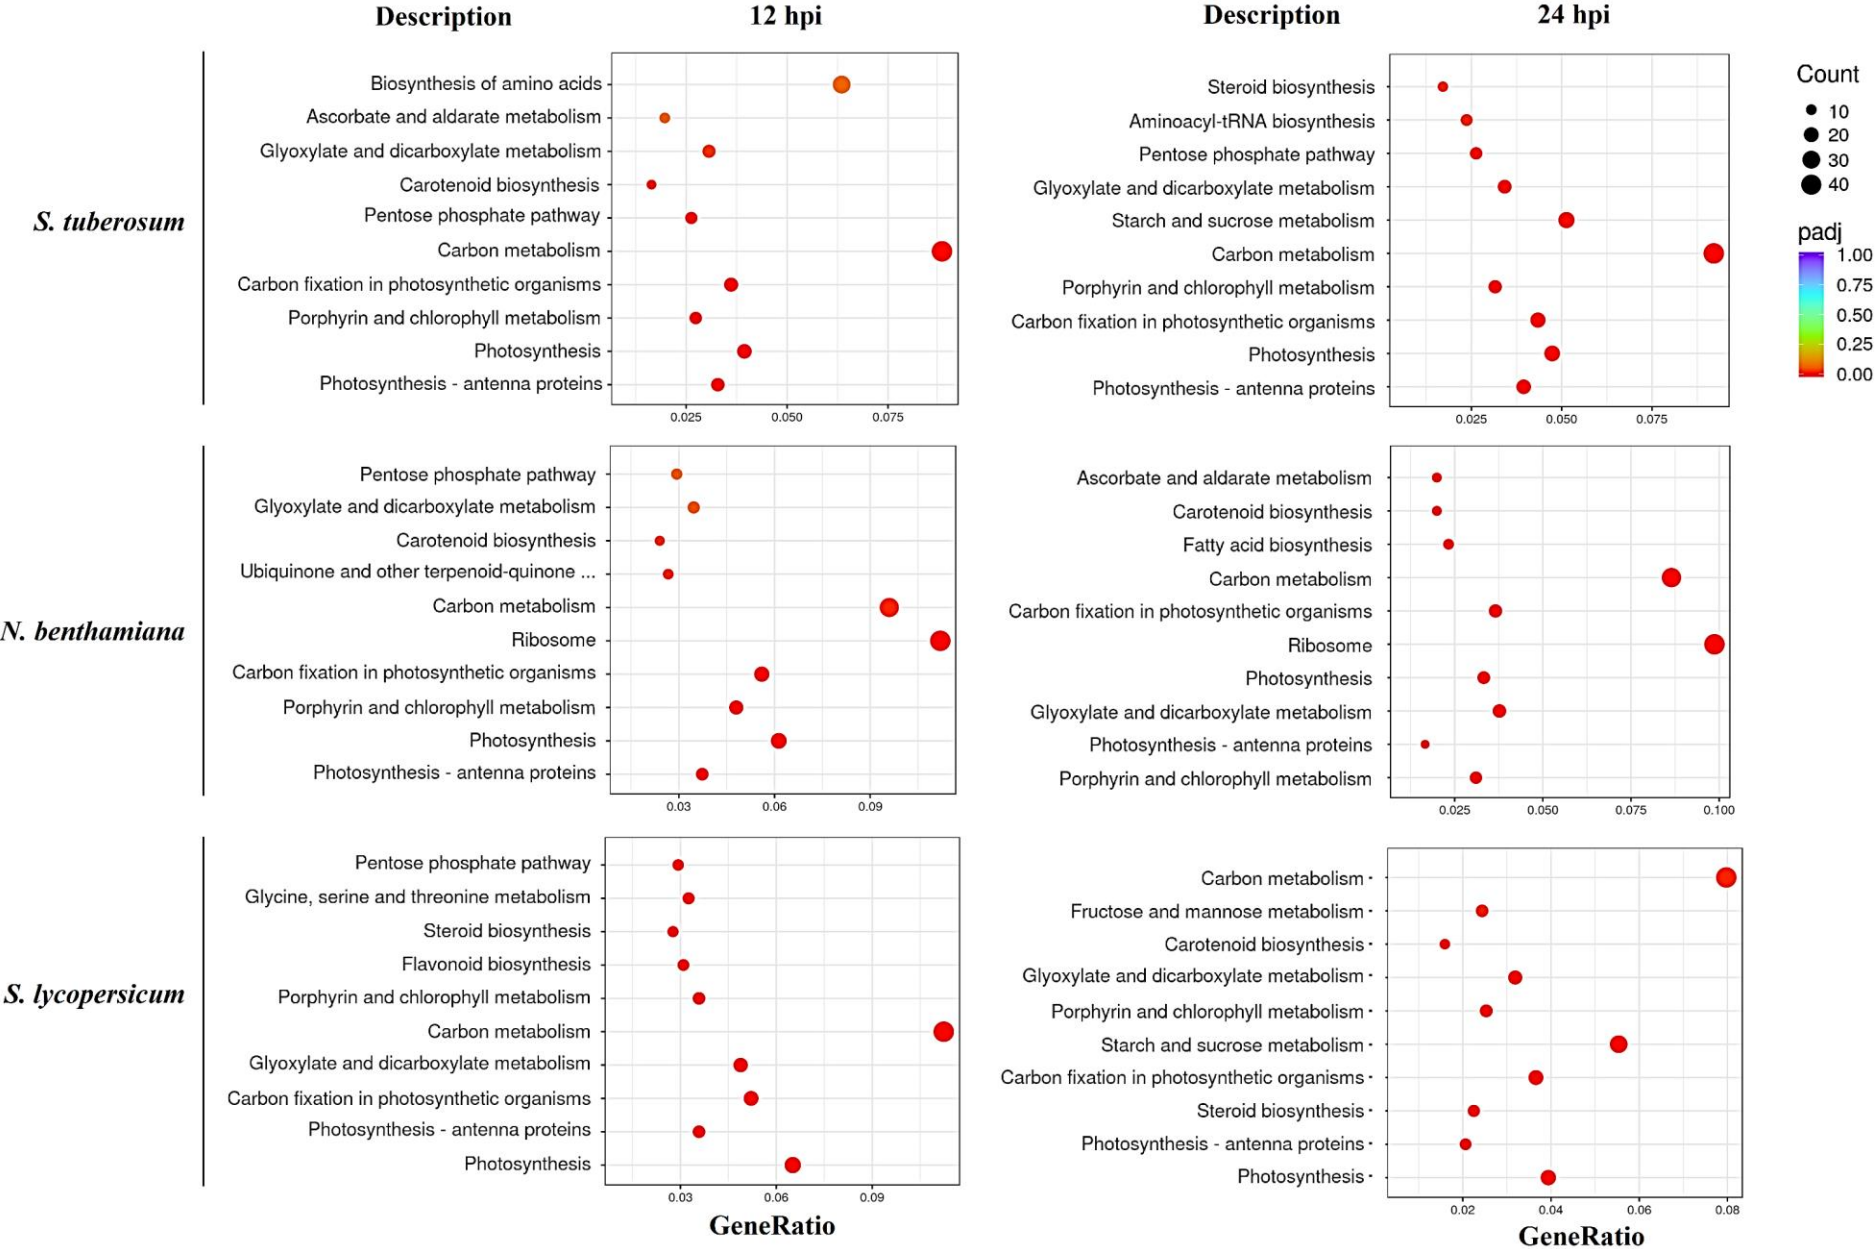 Description 12 hpi Description 24 hpi
S. tuberosum
Biosynthesis of amino acids
Ascorbate and aldarate metabolism
Glyoxylate and dicarboxylate metabolism
Carotenoid biosynthesis
Pentose phosphate pathway
Carbon metabolism
Carbon fixation in photosynthetic organisms
Porphyrin and chlorophyll metabolism
Photosynthesis
Photosynthesis - antenna proteins
0.025 0.050 0.075
Steroid biosynthesis
Aminoacyl-tRNA biosynthesis
Pentose phosphate pathway
Glyoxylate and dicarboxylate metabolism
Starch and sucrose metabolism
Carbon metabolism
Porphyrin and chlorophyll metabolism
Carbon fixation in photosynthetic organisms
Photosynthesis
Photosynthesis - antenna proteins
0.025 0.050 0.075
Count
10
20
30
40
padj
1.00
0.75
0.50
0.25
0.00
N. benthamiana
Pentose phosphate pathway
Glyoxylate and dicarboxylate metabolism
Carotenoid biosynthesis
Ubiquinone and other terpenoid-quinone ...
Carbon metabolism
Ribosome
Carbon fixation in photosynthetic organisms
Porphyrin and chlorophyll metabolism
Photosynthesis
Photosynthesis - antenna proteins
0.03 0.06 0.09
Ascorbate and aldarate metabolism
Carotenoid biosynthesis
Fatty acid biosynthesis
Carbon metabolism
Carbon fixation in photosynthetic organisms
Ribosome
Photosynthesis
Glyoxylate and dicarboxylate metabolism
Photosynthesis - antenna proteins
Porphyrin and chlorophyll metabolism
0.025 0.050 0.075 0.100
S. lycopersicum
Pentose phosphate pathway
Glycine, serine and threonine metabolism
Steroid biosynthesis
Flavonoid biosynthesis
Porphyrin and chlorophyll metabolism
Carbon metabolism
Glyoxylate and dicarboxylate metabolism
Carbon fixation in photosynthetic organisms
Photosynthesis - antenna proteins
Photosynthesis
0.03 0.06 0.09
GeneRatio
Carbon metabolism
Fructose and mannose metabolism
Carotenoid biosynthesis
Glyoxylate and dicarboxylate metabolism
Porphyrin and chlorophyll metabolism
Starch and sucrose metabolism
Carbon fixation in photosynthetic organisms
Steroid biosynthesis
Photosynthesis - antenna proteins
Photosynthesis
0.02 0.04 0.06 0.08
GeneRatio